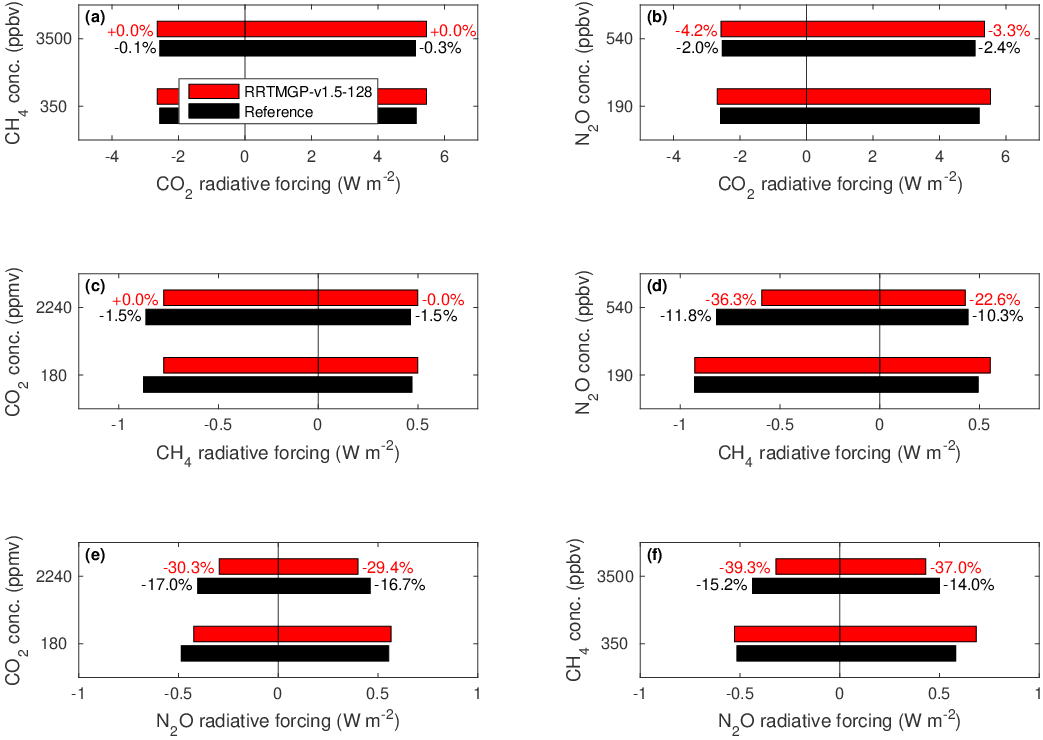 (a)
CH4 conc. (ppbv)
3500
350
+0.0%
+0.0%
-0.1%
-0.3%
RRTMGP-v1.5-128
Reference
-4 -2 0 2 4 6
CO2 radiative forcing (W m-2)
(b)
N2O conc. (ppbv)
540
190
-4.2%
-3.3%
-2.0%
-2.4%
-4 -2 0 2 4 6
CO2 radiative forcing (W m-2)
(c)
CO2 conc. (ppmv)
2240
180
+0.0%
-0.0%
-1.5%
-1.5%
-1 -0.5 0 0.5
CH4 radiative forcing (W m-2)
(d)
N2O conc. (ppbv)
540
190
-36.3%
-22.6%
-11.8%
-10.3%
-1 -0.5 0 0.5
CH4 radiative forcing (W m-2)
(e)
CO2 conc. (ppmv)
2240
180
-30.3%
-29.4%
-17.0%
-16.7%
-1 -0.5 0 0.5 1
N2O radiative forcing (W m-2)
(f)
CH4 conc. (ppbv)
3500
350
-39.3%
-37.0%
-15.2%
-14.0%
-1 -0.5 0 0.5 1
N2O radiative forcing (W m-2)